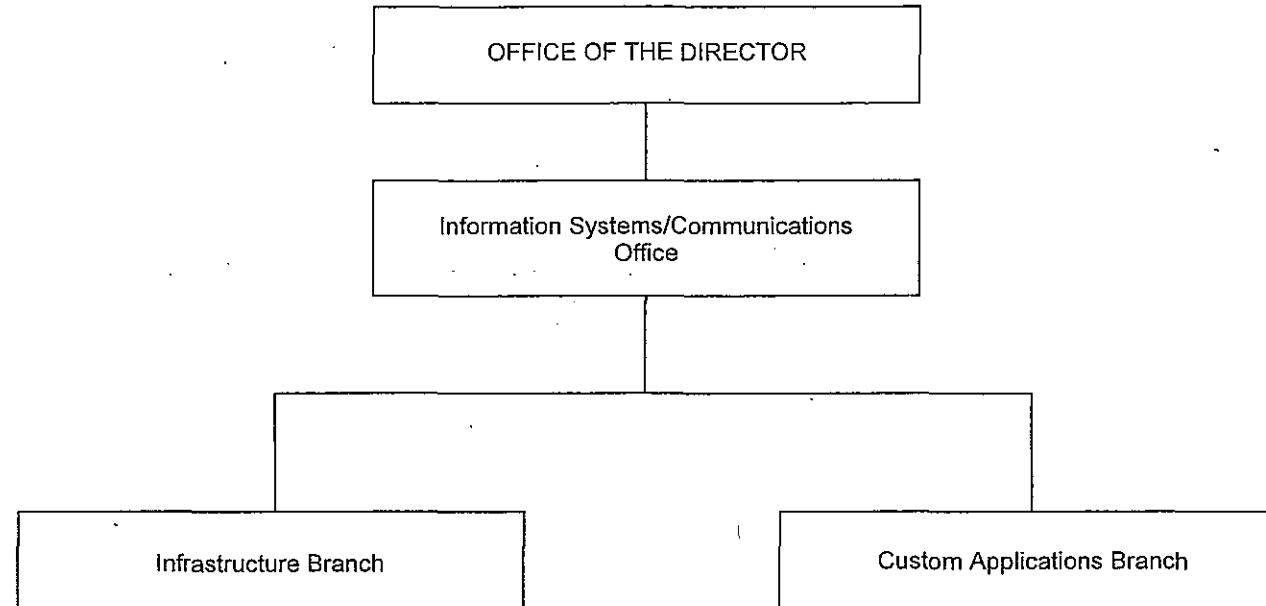 OFFICE OF THE DIRECTOR
Information Systems/Communications
Office
Infrastructure Branch
Custom Applications Branch